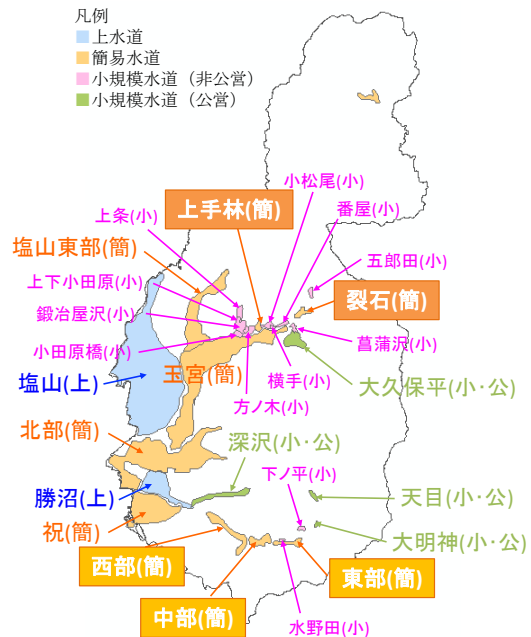 凡例
上水道
簡易水道
小規模水道（非公営）
小規模水道（公営）
小松尾(小)
上手林(簡)
番屋(小)
上条(小)
塩山東部(簡)
五郎田(小)
上下小田原(小)
裂石(簡)
鍛冶屋沢(小)
小田原橋(小)
菖蒲沢(小)
塩山(上)
玉宮(簡)
横手(小)
大久保平(小･公)
方ノ木(小)
北部(簡)
深沢(小･公)
下ノ平(小)
勝沼(上)
天目(小･公)
祝(簡)
大明神(小･公)
西部(簡)
東部(簡)
中部(簡)
水野田(小)